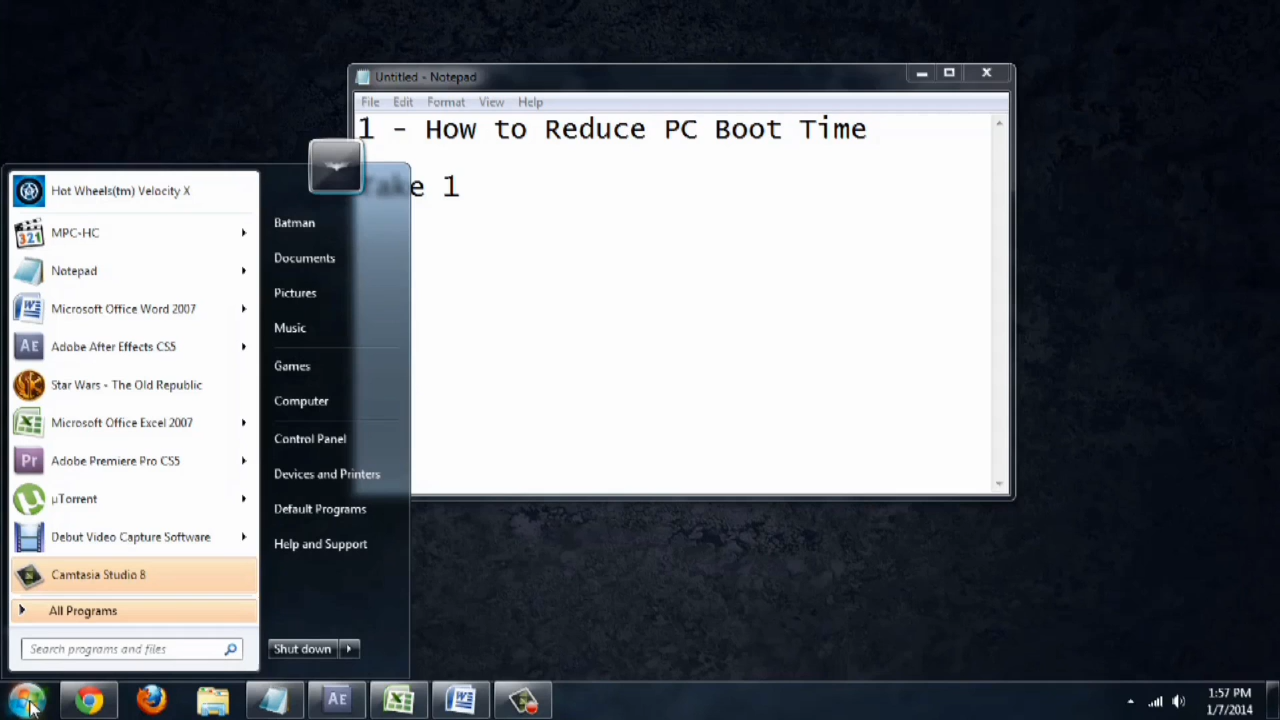 Untitled - Notepad
File Edit Format View Help
1 - How to Reduce PC Boot Time
Take 1
Hot Wheels(tm) Velocity X
MPC-HC
Notepad
Microsoft Office Word 2007
Adobe After Effects CS5
Star Wars - The Old Republic
Microsoft Office Excel 2007
Adobe Premiere Pro CS5
µTorrent
Debut Video Capture Software
Camtasia Studio 8
All Programs
Search programs and files
Batman
Documents
Pictures
Music
Games
Computer
Control Panel
Devices and Printers
Default Programs
Help and Support
Shut down
1:57 PM
1/7/2014